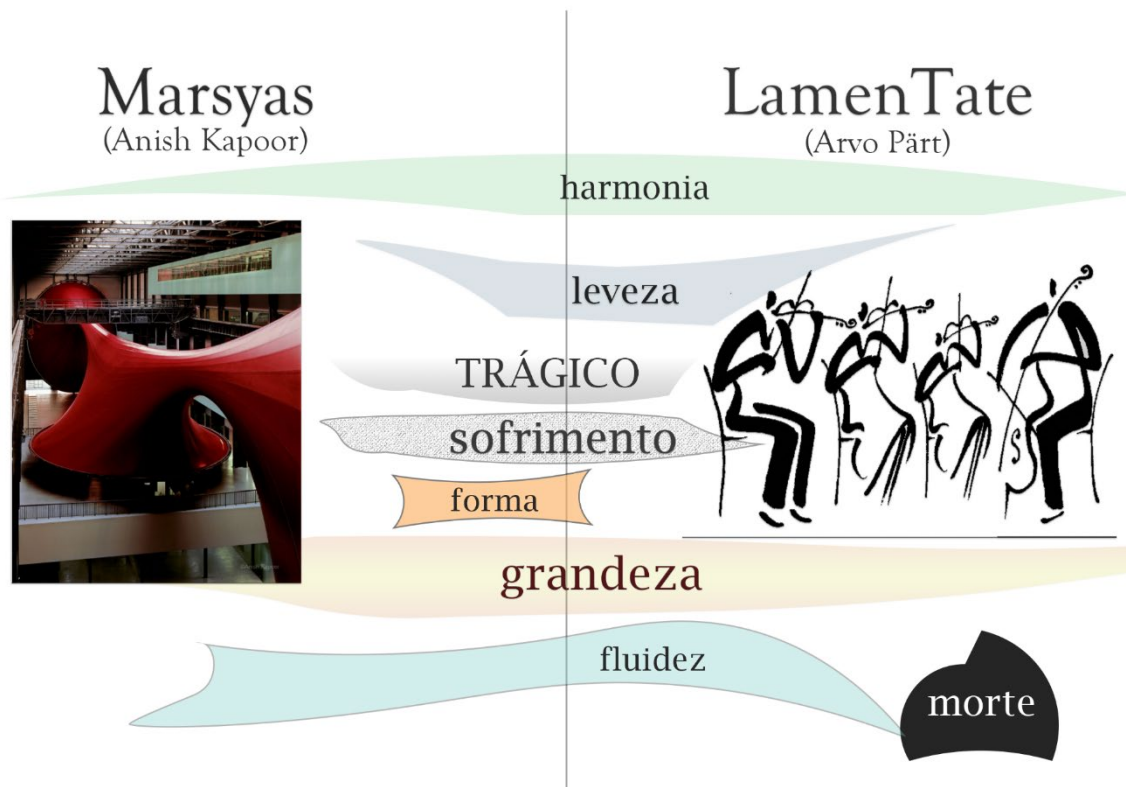 Marsyas
(Anish Kapoor)
LamenTate
(Arvo Pärt)
harmonia
leveza
TRÁGICO
sofrimento
forma
grandeza
fluidez
morte